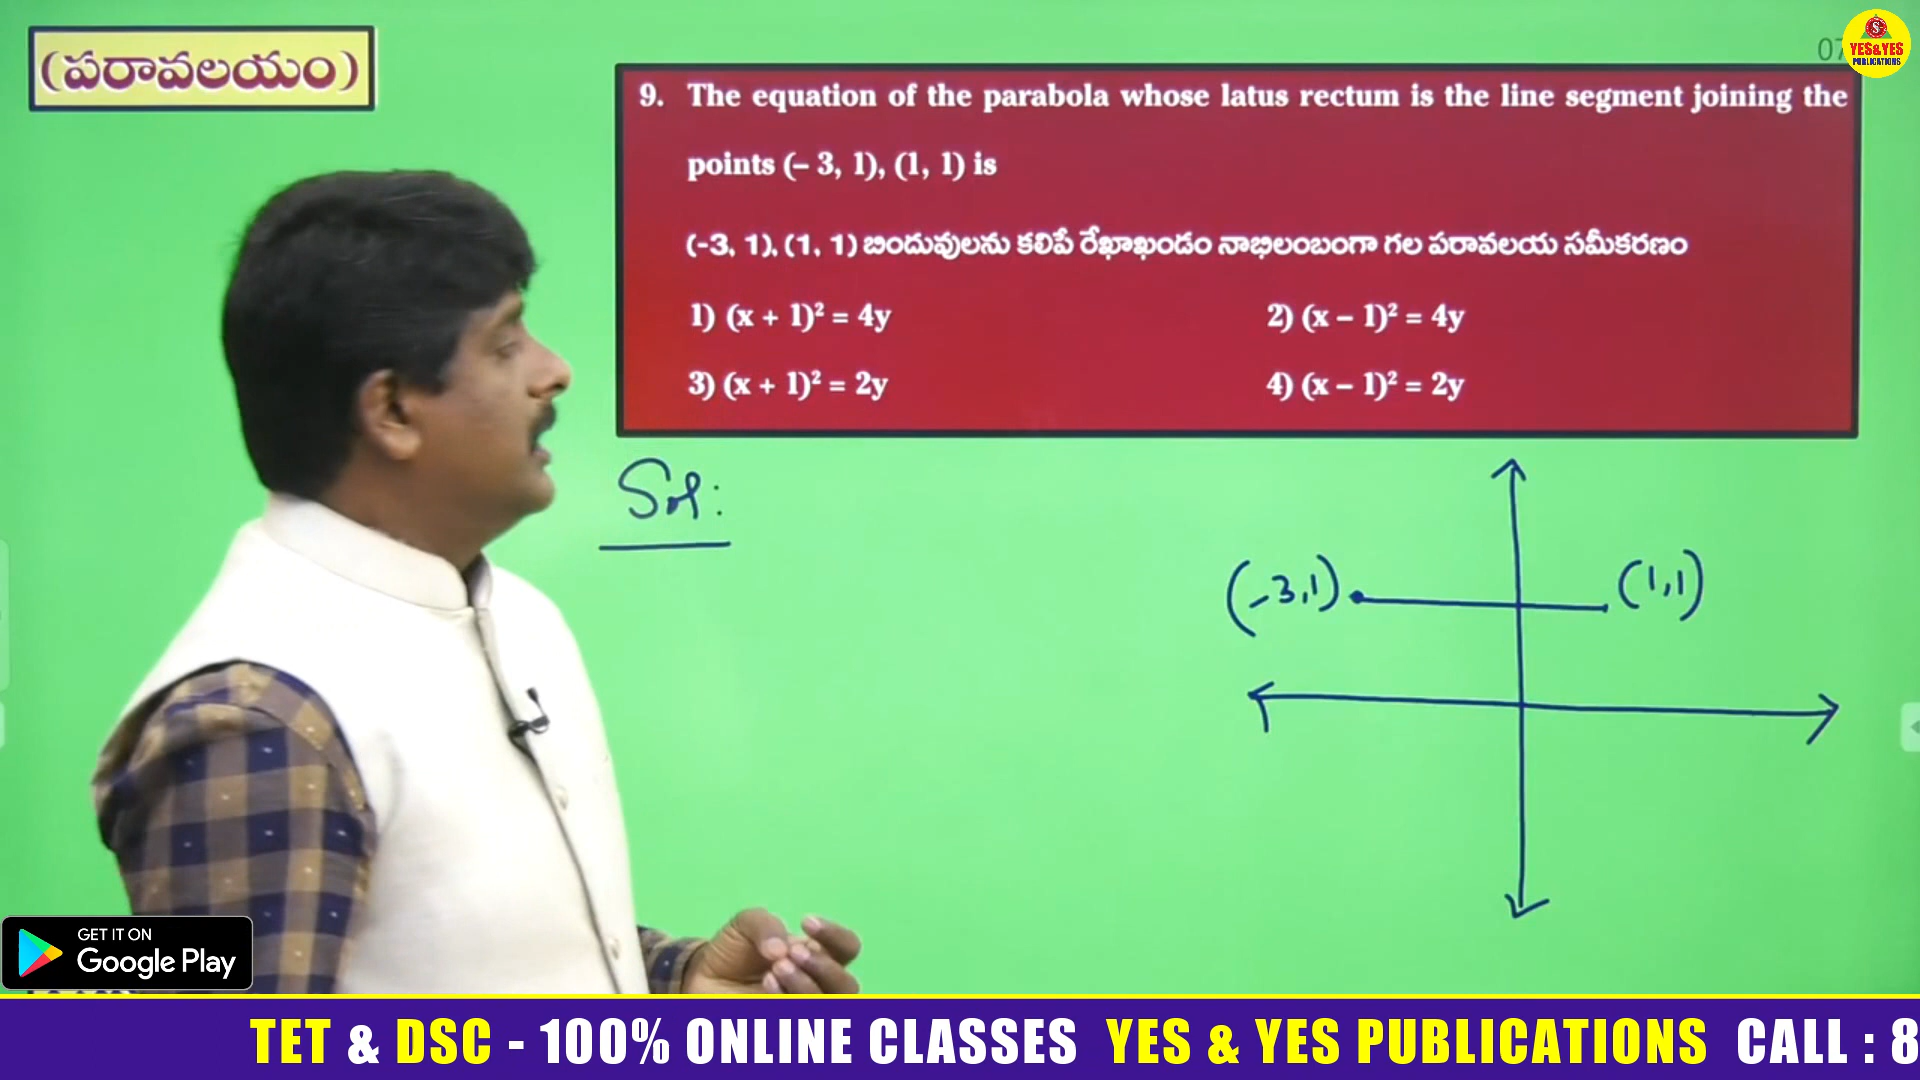 (పరావలయం)
07
YES&YES
PUBLICATIONS
9. The equation of the parabola whose latus rectum is the line segment joining the
points (– 3, 1), (1, 1) is
(-3, 1), (1, 1) బిందువులను కలిపే రేఖాఖండం నాభిలంబంగా గల పరావలయ సమీకరణం
1) (x + 1)² = 4y 2) (x – 1)² = 4y
3) (x + 1)² = 2y 4) (x – 1)² = 2y
Sol:
(-3,1) (1,1)
GET IT ON
Google Play
TET & DSC - 100% ONLINE CLASSES YES & YES PUBLICATIONS CALL : 8